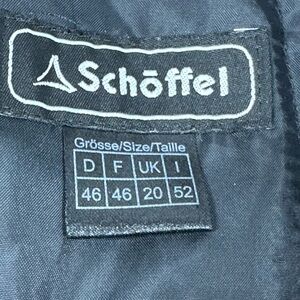 Schöffel
Grösse/Size/Taille
D F UK I
46 46 20 52